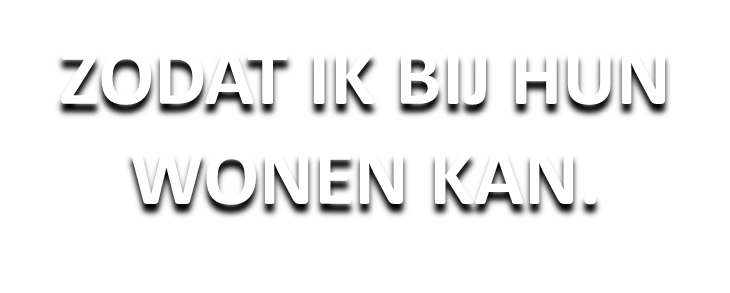 ZODAT IK BIJ HUN
WONEN KAN.